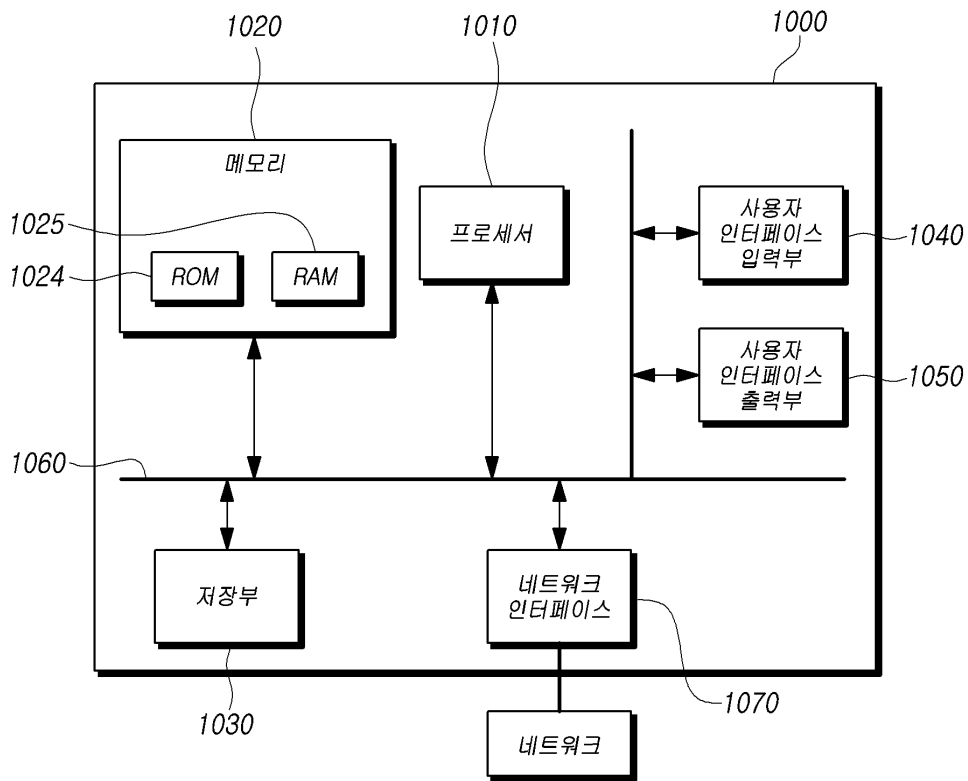 1020
1010
1000
메모리
1025
1024
ROM
RAM
프로세서
사용자
인터페이스
입력부
1040
사용자
인터페이스
출력부
1050
1060
저장부
네트워크
인터페이스
1030
1070
네트워크